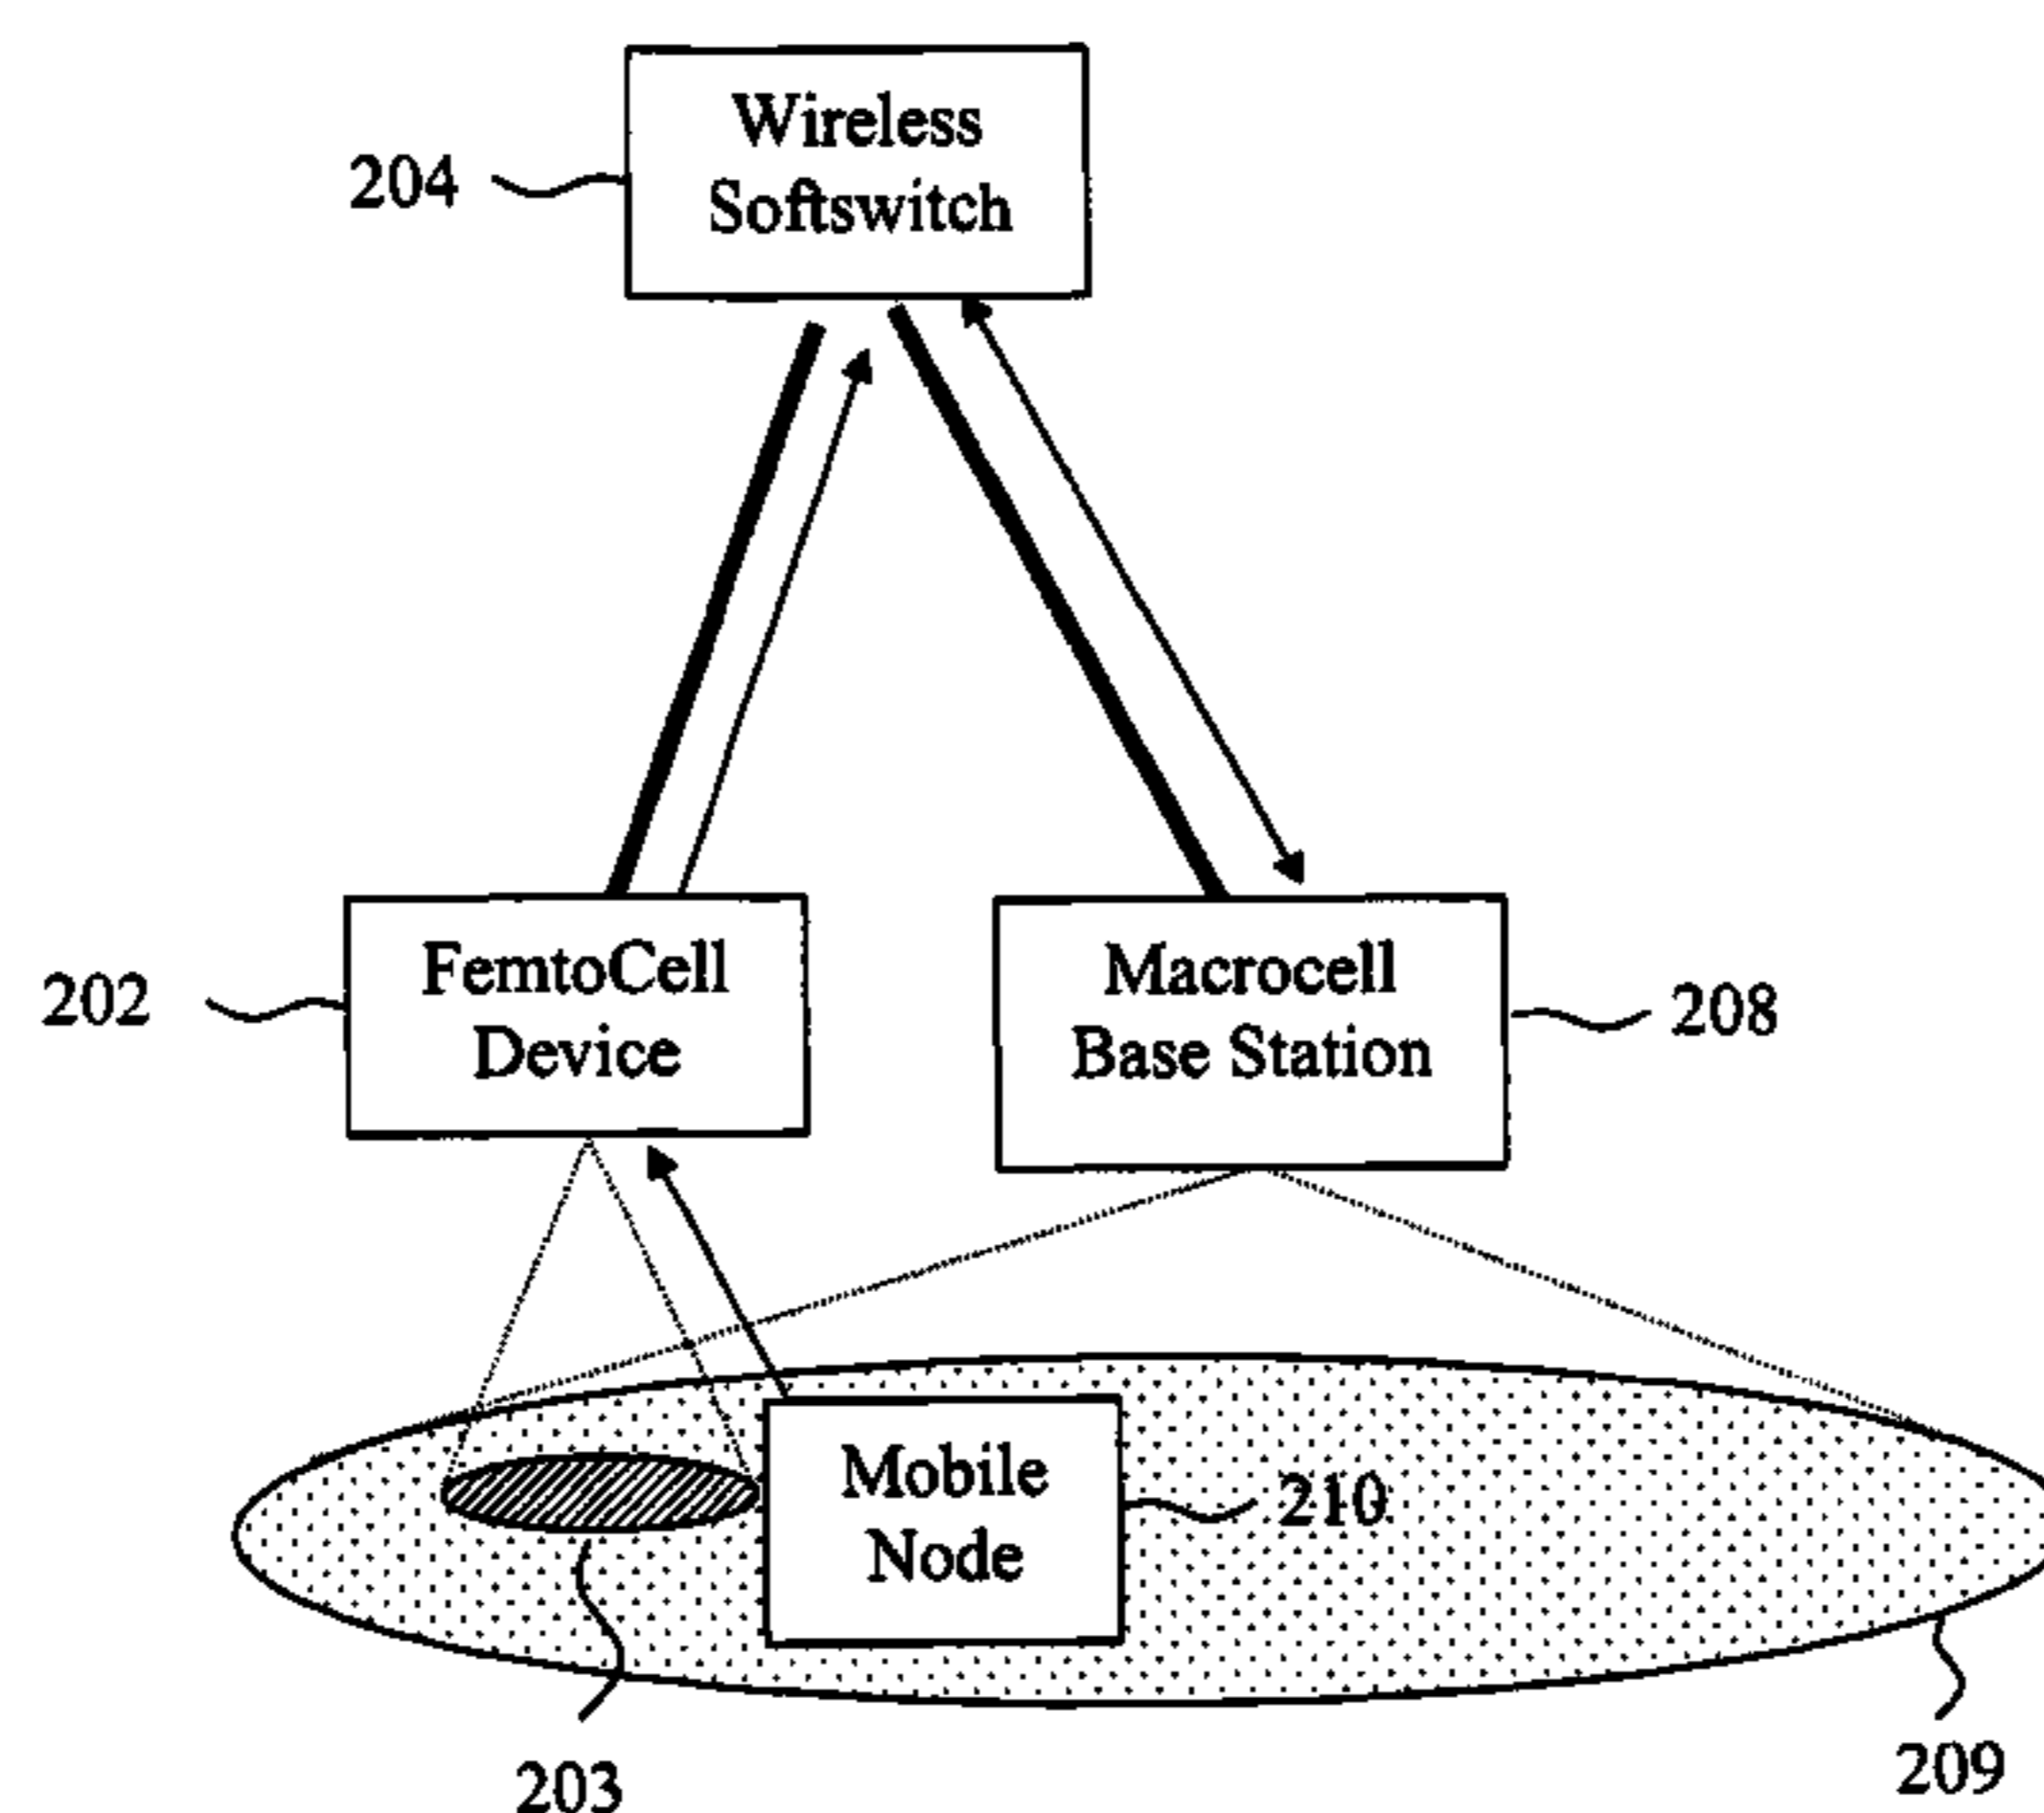 Wireless
Softswitch
204
FemtoCell
Device
202
Macrocell
Base Station
208
Mobile
Node
210
203
209